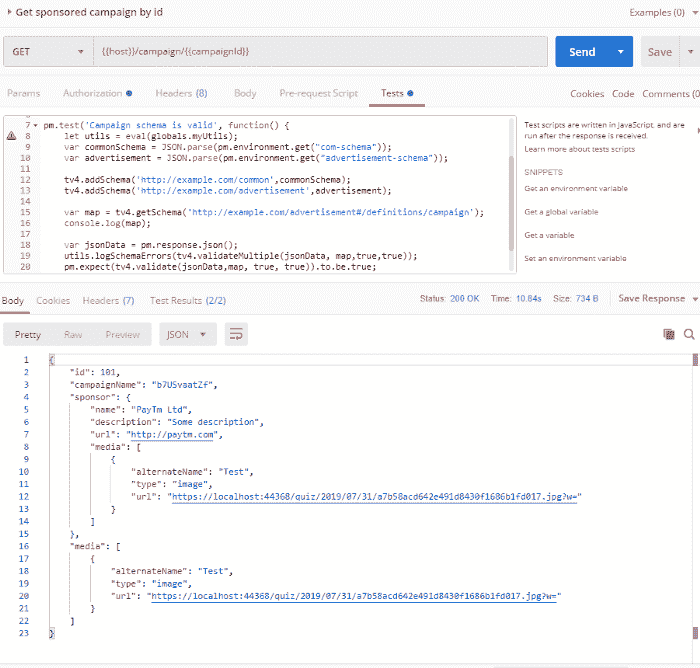 Get sponsored campaign by id
Examples (0)
GET
{{host}}/campaign/{{campaignId}}
Send
Save
Params
Authorization
Headers (8)
Body
Pre-request Script
Tests
Cookies Code Comments (0
7 pm.test('Campaign schema is valid', function() {
8 let utils = eval(globals.myUtils);
9 var commonSchema = JSON.parse(pm.environment.get("com-schema"));
10 var advertisement = JSON.parse(pm.environment.get("advertisement-schema"));
11
12 tv4.addSchema('http://example.com/common',commonSchema);
13 tv4.addSchema('http://example.com/advertisement',advertisement);
14
15 var map = tv4.getSchema('http://example.com/advertisement#/definitions/campaign');
16 console.log(map);
17
18 var jsonData = pm.response.json();
19 utils.logSchemaErrors(tv4.validateMultiple(jsonData, map,true,true));
20 pm.expect(tv4.validate(jsonData,map, true, true)).to.be.true;
Test scripts are written in JavaScript, and are
run after the response is received.
Learn more about tests scripts
SNIPPETS
Get an environment variable
Get a global variable
Get a variable
Set an environment variable
Body Cookies Headers (7) Test Results (2/2)
Status: 200 OK Time: 10.84s Size: 734 B Save Response
Pretty Raw Preview JSON
1 {
2 "id": 101,
3 "campaignName": "b7USvaatZf",
4 "sponsor": {
5 "name": "PayTm Ltd",
6 "description": "Some description",
7 "url": "http://paytm.com",
8 "media": [
9 {
10 "alternateName": "Test",
11 "type": "image",
12 "url": "https://localhost:44368/quiz/2019/07/31/a7b58acd642e491d8430f1686b1fd017.jpg?w="
13 }
14 ]
15 },
16 "media": [
17 {
18 "alternateName": "Test",
19 "type": "image",
20 "url": "https://localhost:44368/quiz/2019/07/31/a7b58acd642e491d8430f1686b1fd017.jpg?w="
21 }
22 ]
23 }